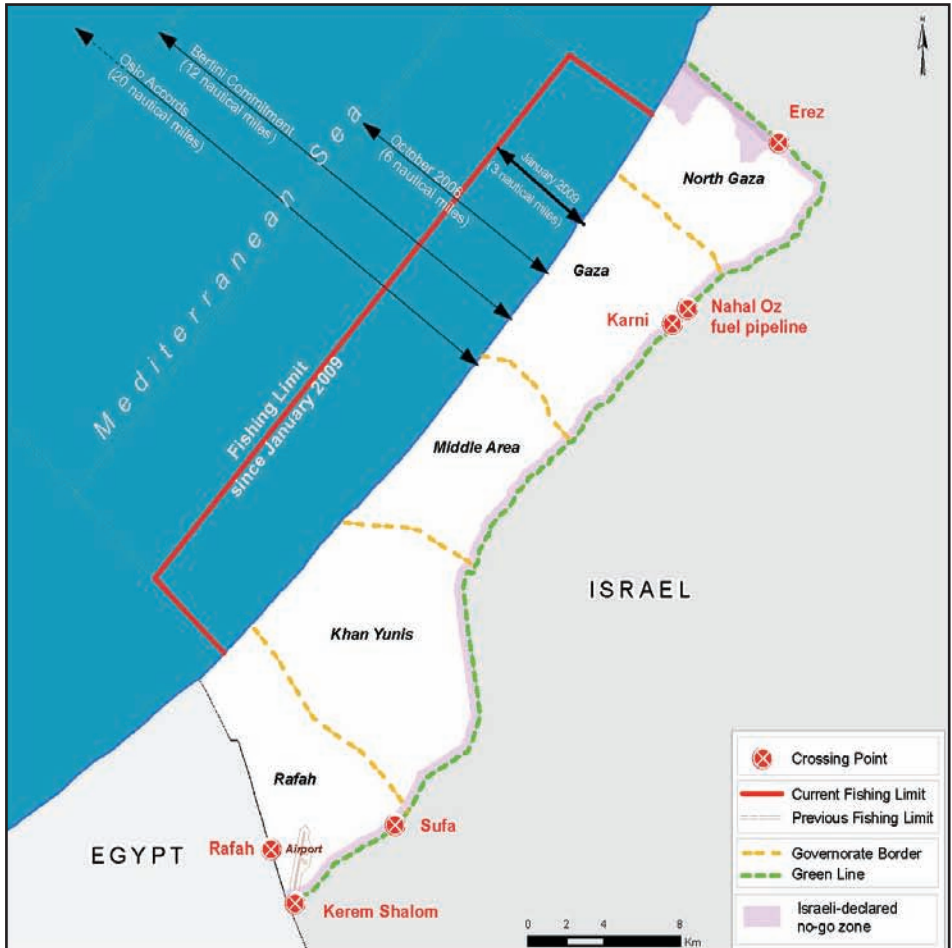 Oslo Accords
(20 nautical miles)
Bertini Commitment
(12 nautical miles)
October 2006
(6 nautical miles)
January 2009
(3 nautical miles)
Mediterranean Sea
Fishing Limit
since January 2009
N
Erez
North Gaza
Gaza
Karni
Nahal Oz
fuel pipeline
Middle Area
ISRAEL
Khan Yunis
Rafah
Sufa
EGYPT
Rafah
Airport
Kerem Shalom
Crossing Point
Current Fishing Limit
Previous Fishing Limit
Governorate Border
Green Line
Israeli-declared
no-go zone
0 2 4 8
Km